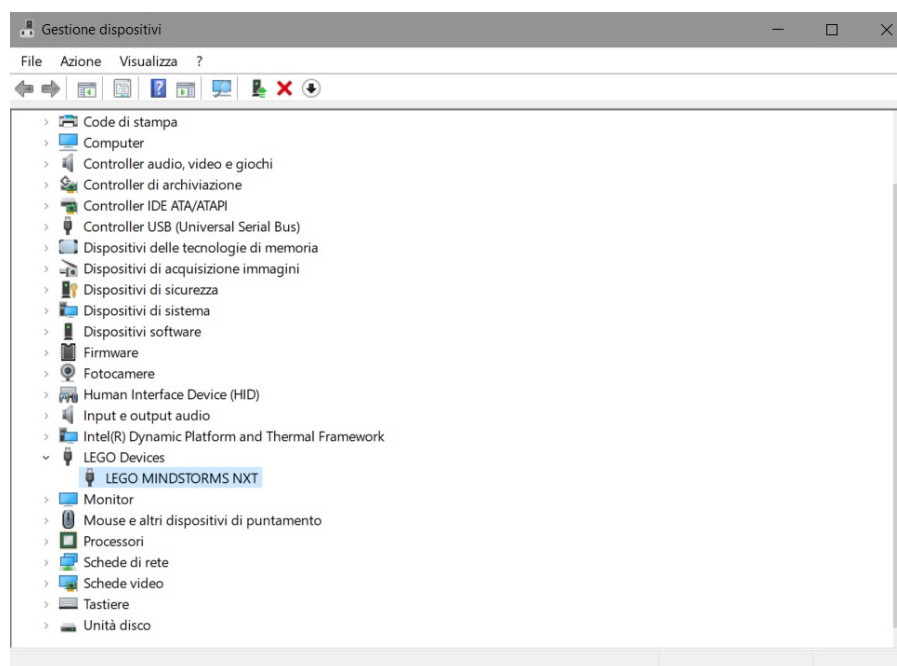 Gestione dispositivi
File Azione Visualizza ?
Code di stampa
Computer
Controller audio, video e giochi
Controller di archiviazione
Controller IDE ATA/ATAPI
Controller USB (Universal Serial Bus)
Dispositivi delle tecnologie di memoria
Dispositivi di acquisizione immagini
Dispositivi di sicurezza
Dispositivi di sistema
Dispositivi software
Firmware
Fotocamere
Human Interface Device (HID)
Input e output audio
Intel(R) Dynamic Platform and Thermal Framework
LEGO Devices
LEGO MINDSTORMS NXT
Monitor
Mouse e altri dispositivi di puntamento
Processori
Schede di rete
Schede video
Tastiere
Unità disco